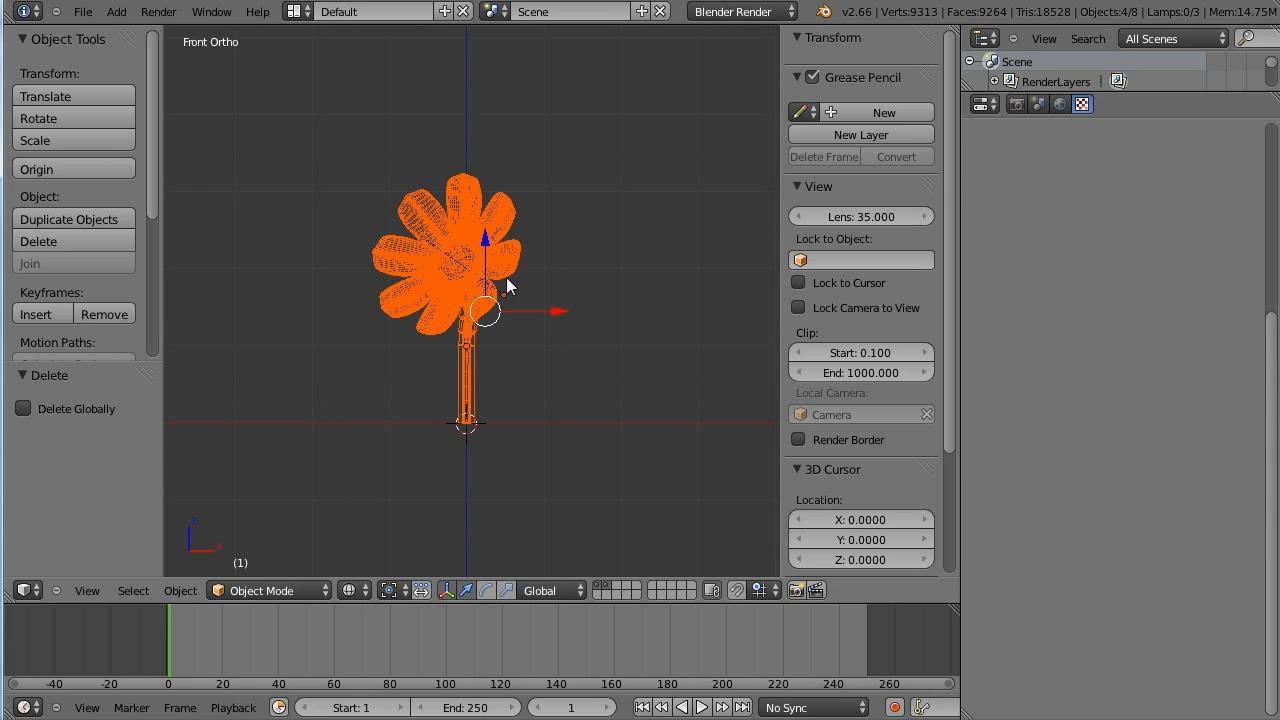 File Add Render Window Help Default Scene Blender Render v2.66 | Verts:9313 | Faces:9264 | Tris:18528 | Objects:4/8 | Lamps:0/3 | Mem:14.75M
Object Tools
Transform:
Translate
Rotate
Scale
Origin
Object:
Duplicate Objects
Delete
Join
Keyframes:
Insert Remove
Motion Paths:
Delete
Delete Globally
Front Ortho
z
x
(1)
Transform
Grease Pencil
New
New Layer
Delete Frame Convert
View
Lens: 35.000
Lock to Object:
Lock to Cursor
Lock Camera to View
Clip:
Start: 0.100
End: 1000.000
Local Camera:
Camera
Render Border
3D Cursor
Location:
X: 0.0000
Y: 0.0000
Z: 0.0000
View Search All Scenes
Scene
RenderLayers
View Select Object Object Mode Global
-40 -20 0 20 40 60 80 100 120 140 160 180 200 220 240 260
View Marker Frame Playback Start: 1 End: 250 1 No Sync